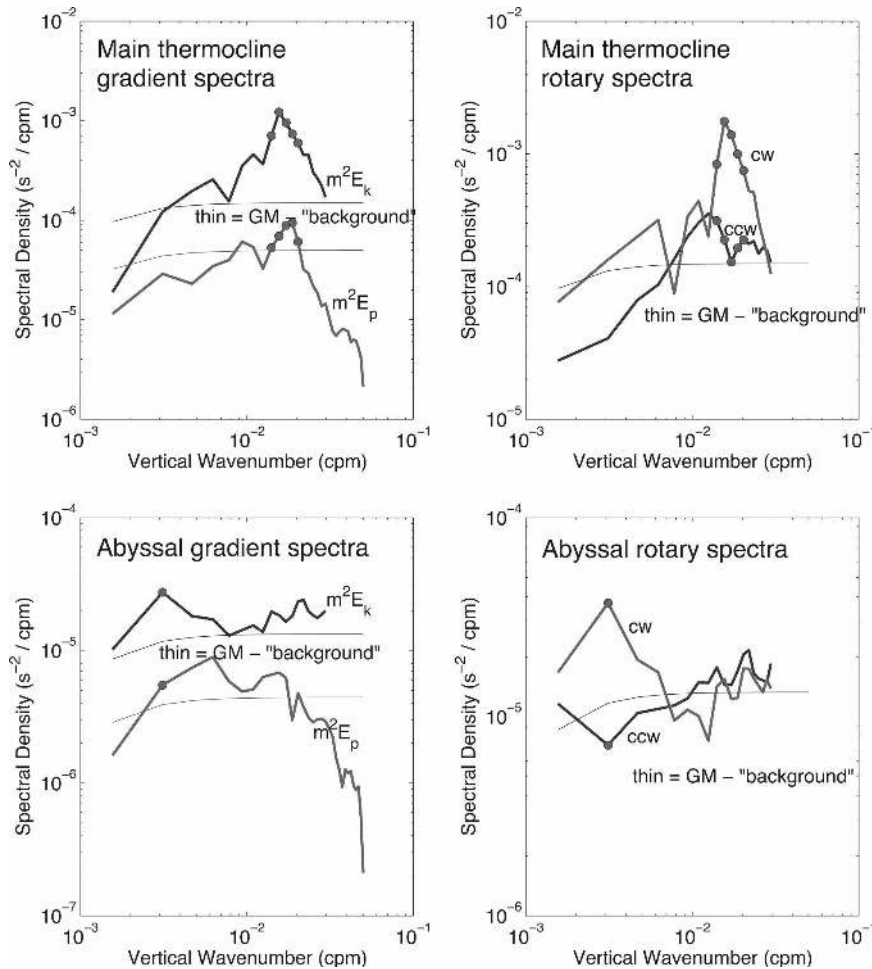 Main thermocline
gradient spectra
Spectral Density (s⁻² / cpm)
10⁻²
10⁻³
10⁻⁴
10⁻⁵
10⁻⁶
m²Eₖ
thin = GM – "background"
m²Eₚ
10⁻³
10⁻²
10⁻¹
Vertical Wavenumber (cpm)
Main thermocline
rotary spectra
Spectral Density (s⁻² / cpm)
10⁻²
10⁻³
10⁻⁴
10⁻⁵
cw
ccw
thin = GM – "background"
10⁻³
10⁻²
10⁻¹
Vertical Wavenumber (cpm)
Abyssal gradient spectra
Spectral Density (s⁻² / cpm)
10⁻⁴
10⁻⁵
10⁻⁶
10⁻⁷
m²Eₖ
thin = GM – "background"
m²Eₚ
10⁻³
10⁻²
10⁻¹
Vertical Wavenumber (cpm)
Abyssal rotary spectra
Spectral Density (s⁻² / cpm)
10⁻⁴
10⁻⁵
10⁻⁶
cw
ccw
thin = GM – "background"
10⁻³
10⁻²
10⁻¹
Vertical Wavenumber (cpm)